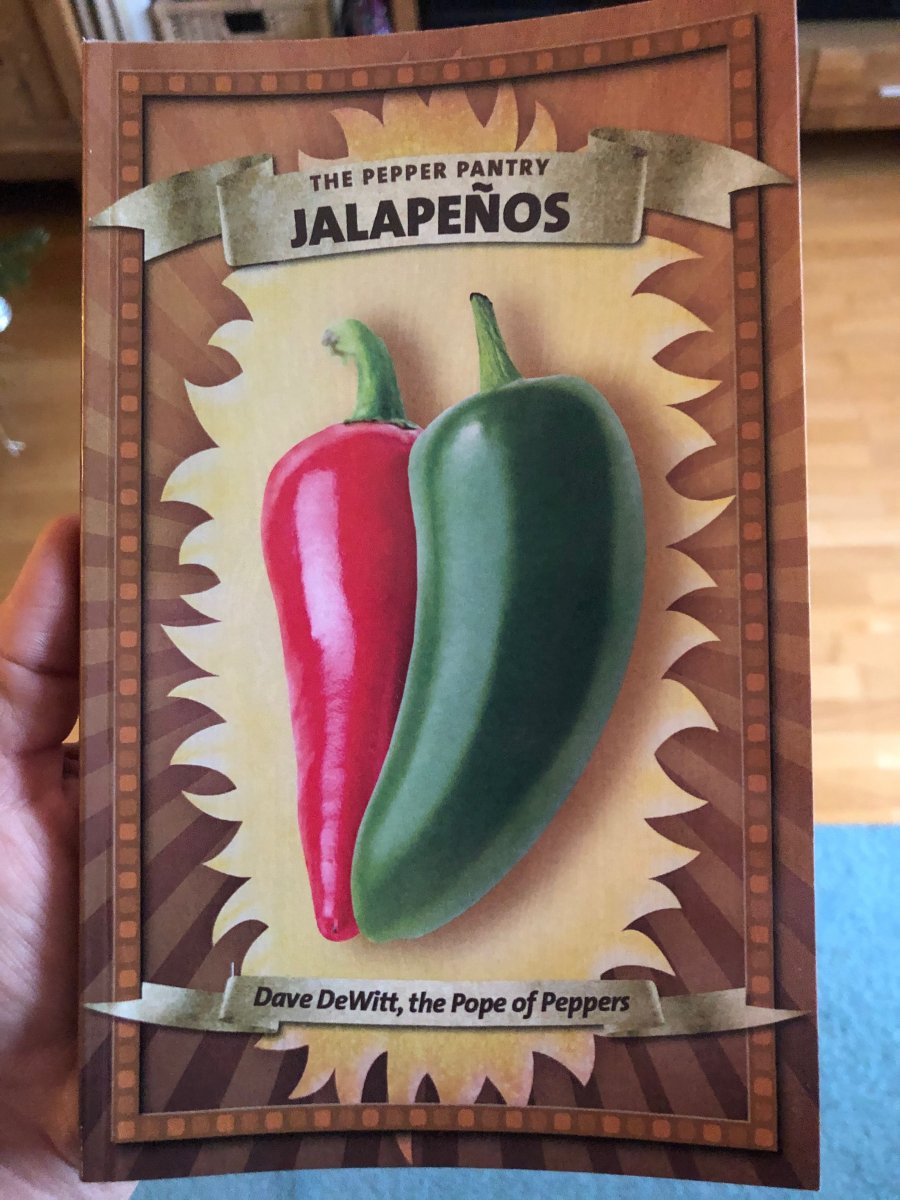 THE PEPPER PANTRY
JALAPEÑOS
Dave DeWitt, the Pope of Peppers